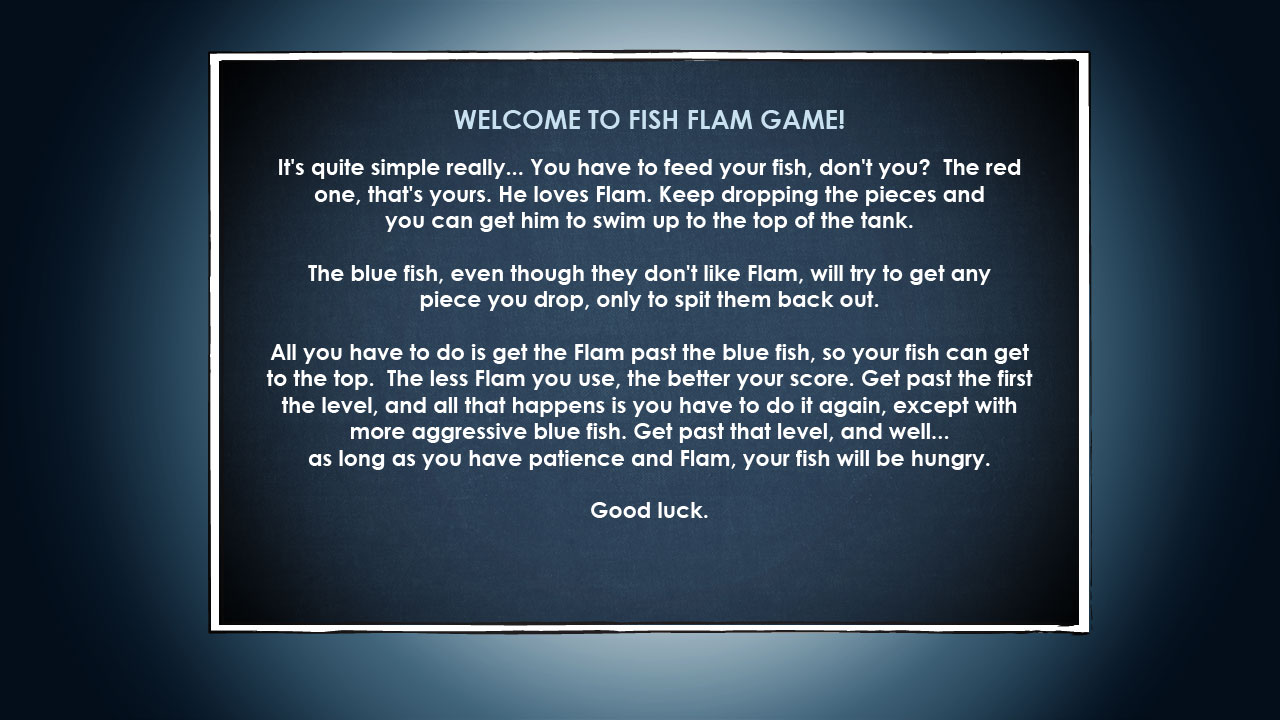 WELCOME TO FISH FLAM GAME!
It's quite simple really... You have to feed your fish, don't you?  The red
one, that's yours. He loves Flam. Keep dropping the pieces and
you can get him to swim up to the top of the tank.
The blue fish, even though they don't like Flam, will try to get any
piece you drop, only to spit them back out.
All you have to do is get the Flam past the blue fish, so your fish can get
to the top.  The less Flam you use, the better your score. Get past the first
the level, and all that happens is you have to do it again, except with
more aggressive blue fish. Get past that level, and well...
as long as you have patience and Flam, your fish will be hungry.
Good luck.